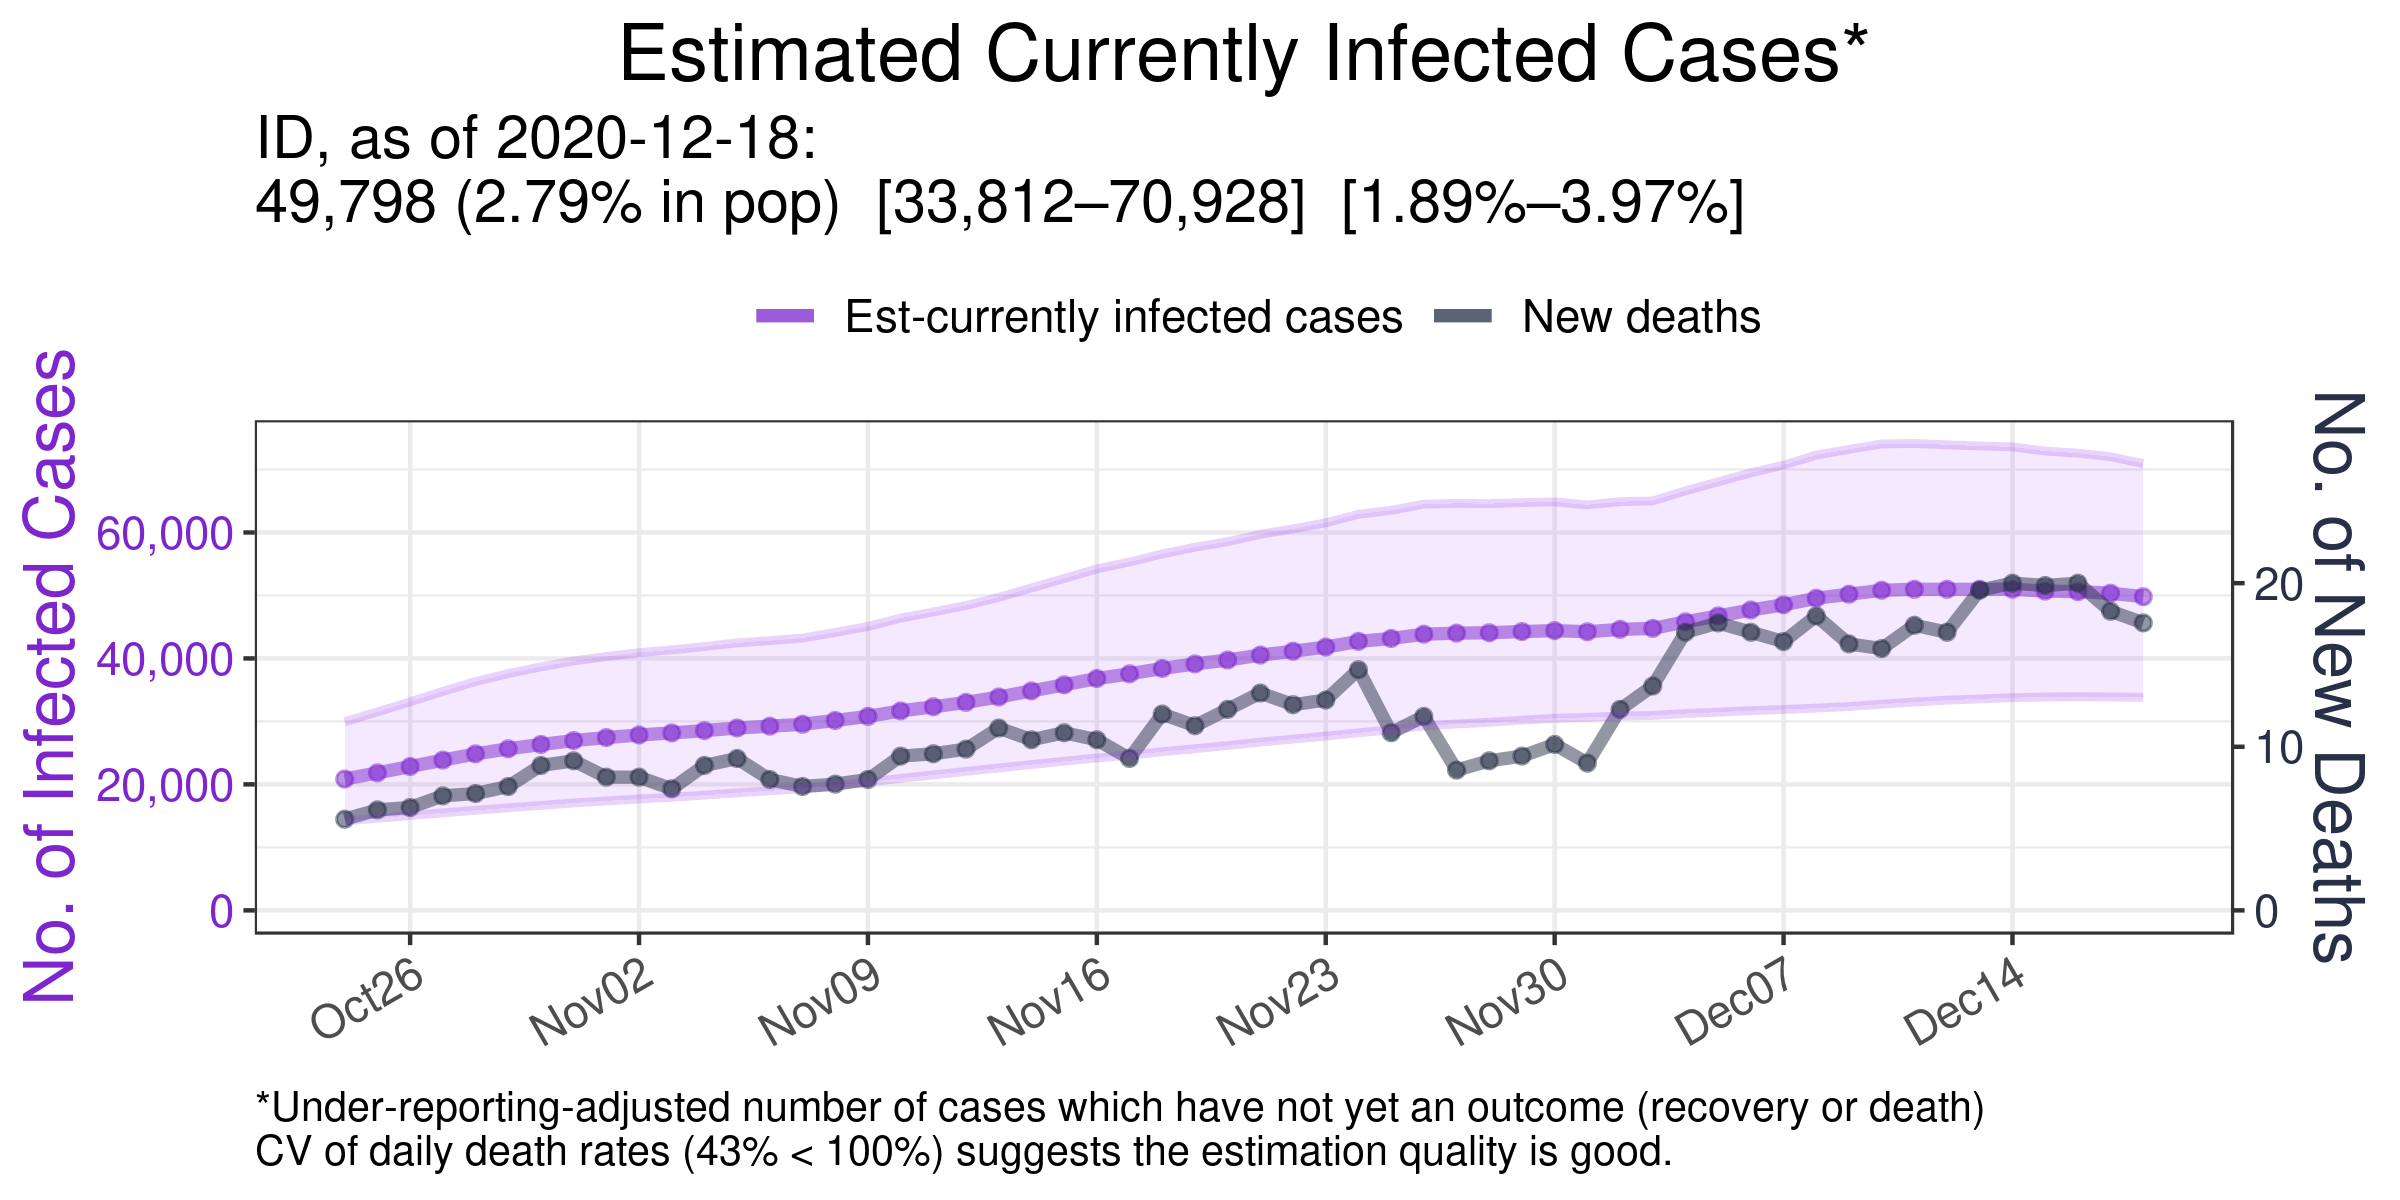 Estimated Currently Infected Cases*
ID, as of 2020-12-18:
49,798 (2.79% in pop)  [33,812–70,928]  [1.89%–3.97%]
Est-currently infected cases
New deaths
No. of Infected Cases
60,000
40,000
20,000
0
No. of New Deaths
20
10
0
Oct26
Nov02
Nov09
Nov16
Nov23
Nov30
Dec07
Dec14
*Under-reporting-adjusted number of cases which have not yet an outcome (recovery or death)
CV of daily death rates (43% < 100%) suggests the estimation quality is good.